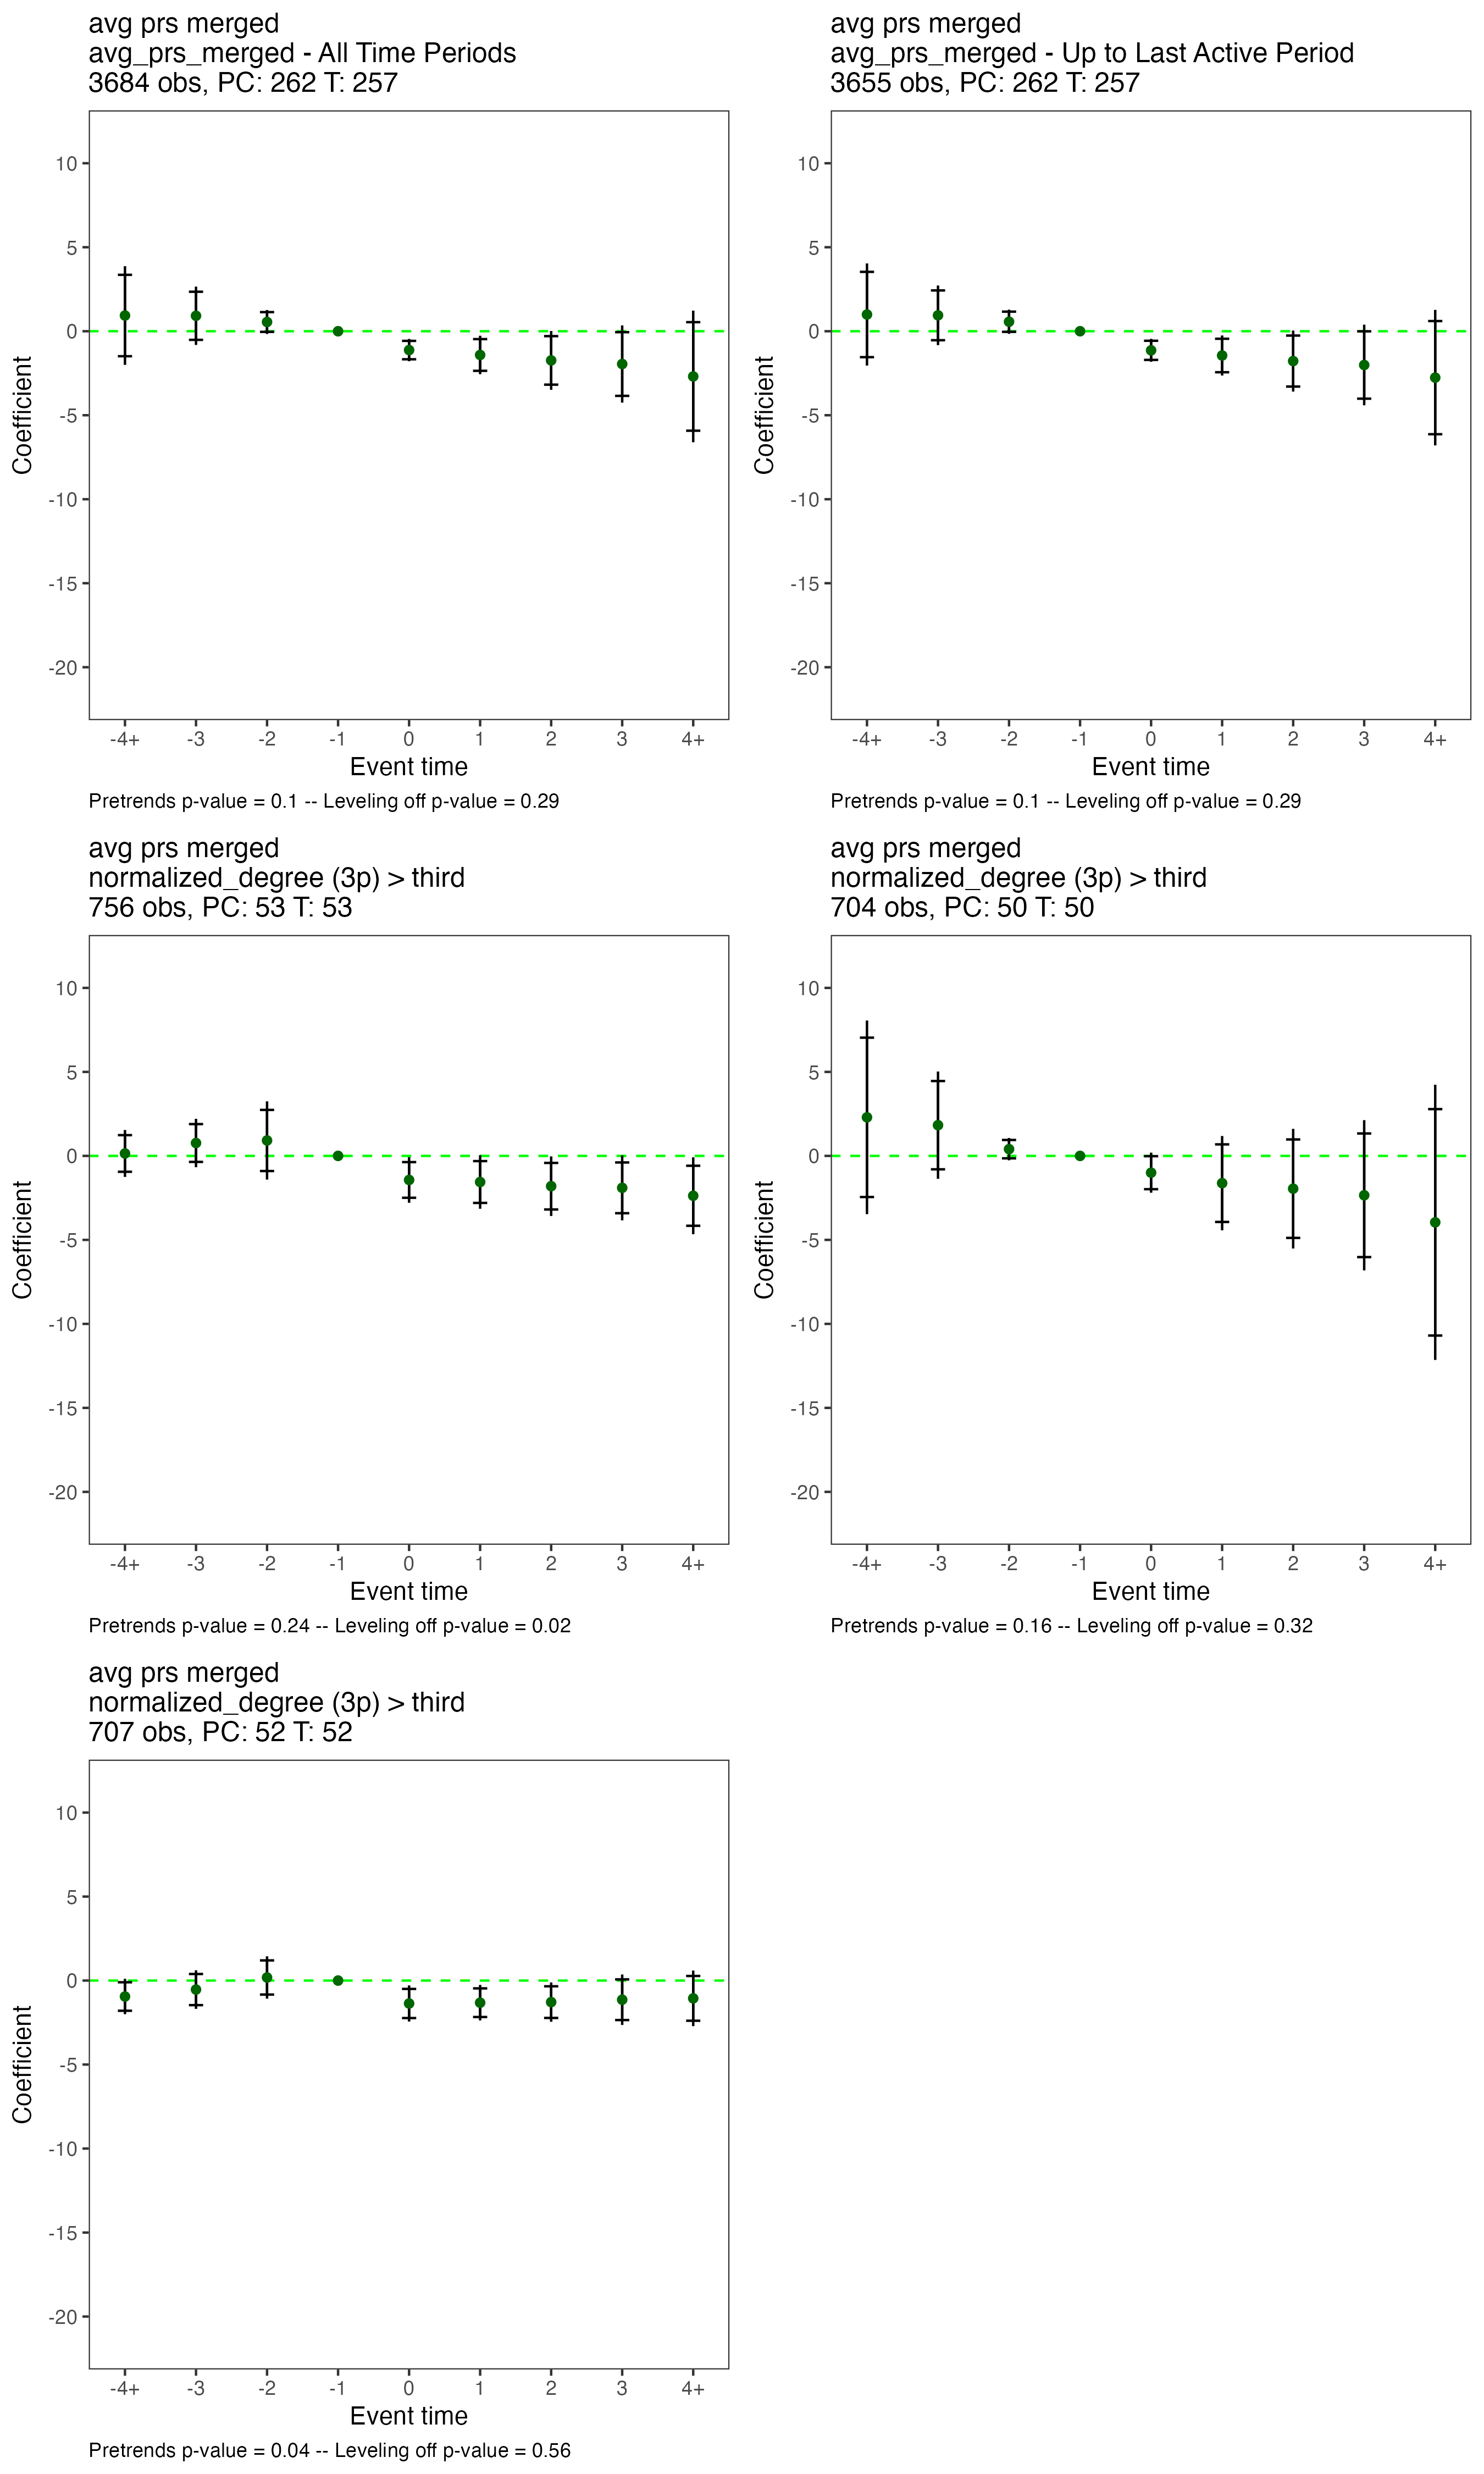 avg prs merged
avg_prs_merged - All Time Periods
3684 obs, PC: 262 T: 257
10
5
0
-5
-10
-15
-20
Coefficient
-4+ -3 -2 -1 0 1 2 3 4+
Event time
Pretrends p-value = 0.1 -- Leveling off p-value = 0.29
avg prs merged
avg_prs_merged - Up to Last Active Period
3655 obs, PC: 262 T: 257
10
5
0
-5
-10
-15
-20
Coefficient
-4+ -3 -2 -1 0 1 2 3 4+
Event time
Pretrends p-value = 0.1 -- Leveling off p-value = 0.29
avg prs merged
normalized_degree (3p) > third
756 obs, PC: 53 T: 53
10
5
0
-5
-10
-15
-20
Coefficient
-4+ -3 -2 -1 0 1 2 3 4+
Event time
Pretrends p-value = 0.24 -- Leveling off p-value = 0.02
avg prs merged
normalized_degree (3p) > third
704 obs, PC: 50 T: 50
10
5
0
-5
-10
-15
-20
Coefficient
-4+ -3 -2 -1 0 1 2 3 4+
Event time
Pretrends p-value = 0.16 -- Leveling off p-value = 0.32
avg prs merged
normalized_degree (3p) > third
707 obs, PC: 52 T: 52
10
5
0
-5
-10
-15
-20
Coefficient
-4+ -3 -2 -1 0 1 2 3 4+
Event time
Pretrends p-value = 0.04 -- Leveling off p-value = 0.56